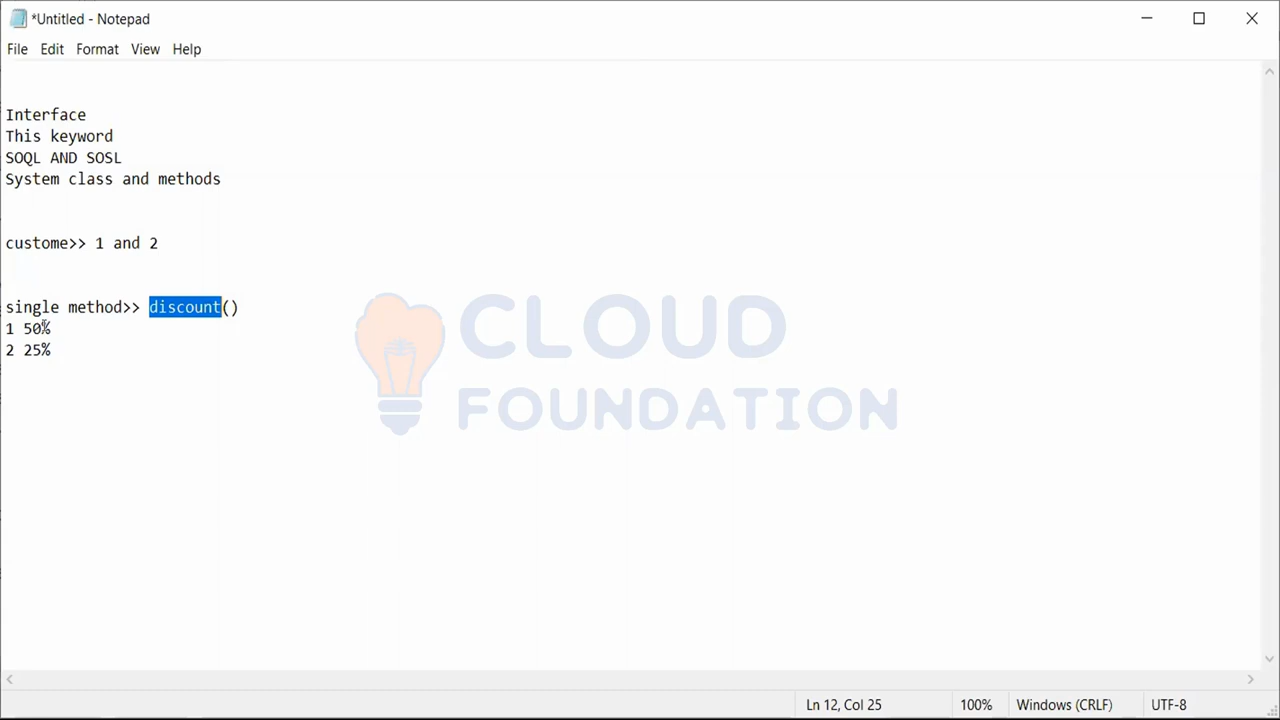 *Untitled - Notepad
File Edit Format View Help
Interface
This keyword
SOQL AND SOSL
System class and methods
custome>> 1 and 2
single method>> discount()
1 50%
2 25%
CLOUD
FOUNDATION
Ln 12, Col 25 100% Windows (CRLF) UTF-8